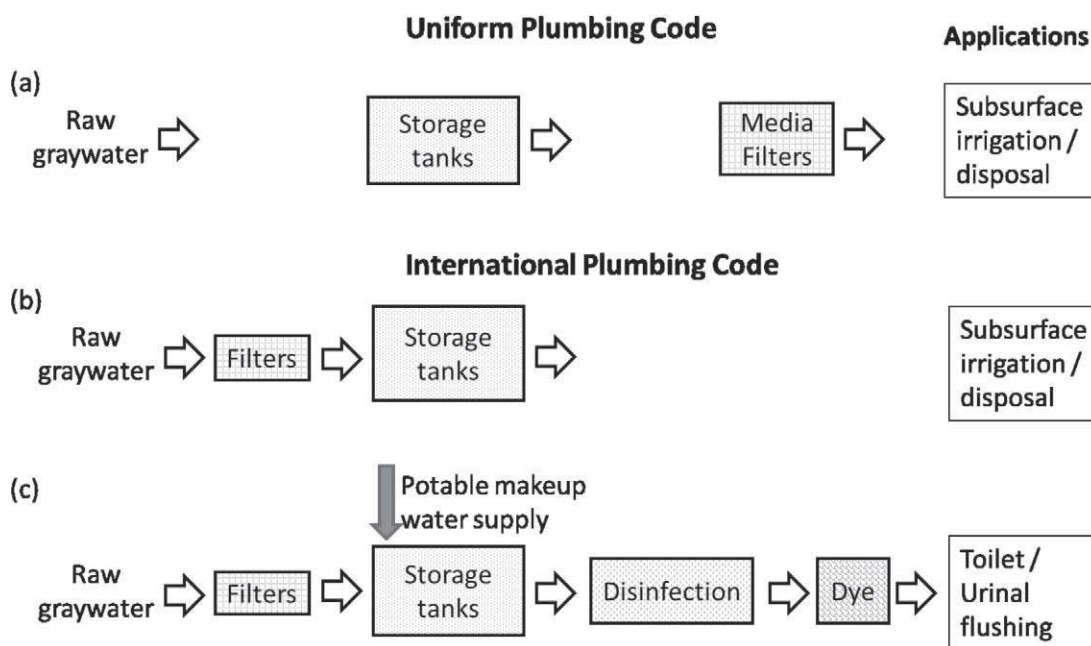 Uniform Plumbing Code
Applications
(a)
Raw
graywater
Storage
tanks
Media
Filters
Subsurface
irrigation /
disposal
International Plumbing Code
(b)
Raw
graywater
Filters
Storage
tanks
Subsurface
irrigation /
disposal
(c)
Potable makeup
water supply
Raw
graywater
Filters
Storage
tanks
Disinfection
Dye
Toilet /
Urinal
flushing